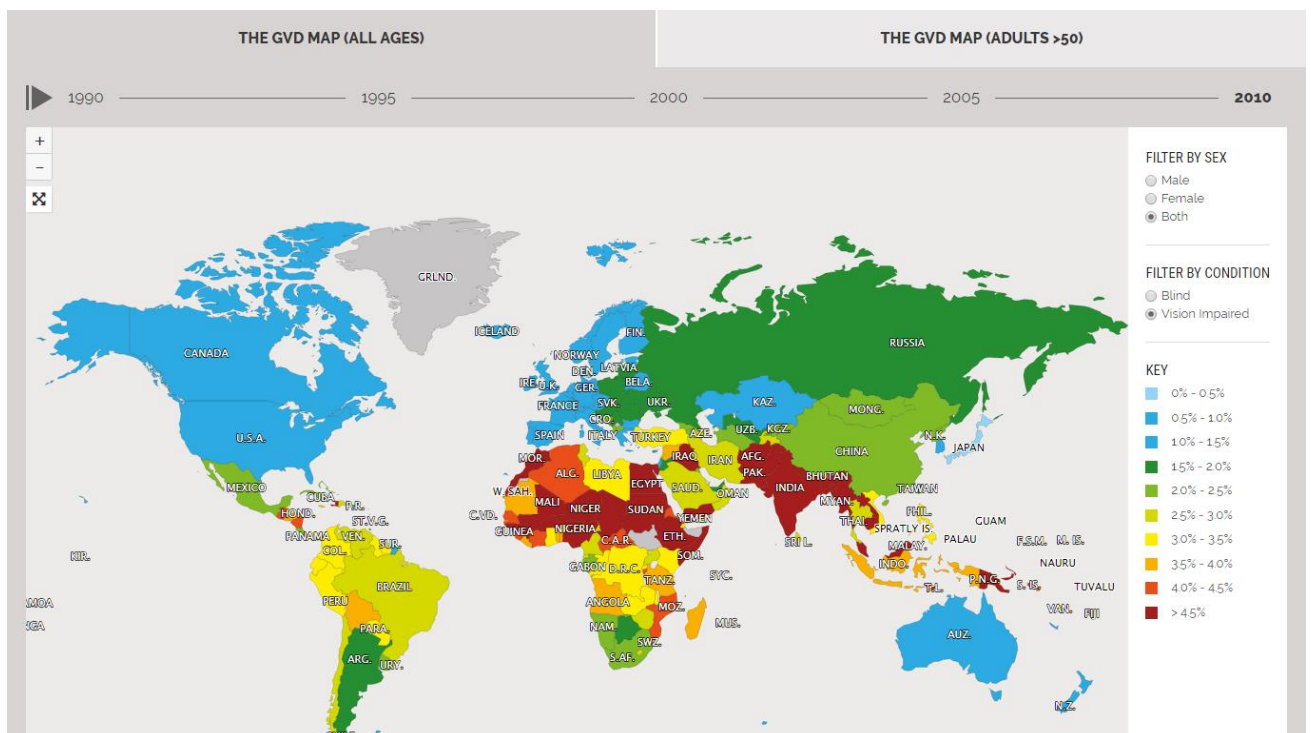 THE GVD MAP (ALL AGES)
THE GVD MAP (ADULTS >50)
1990
1995
2000
2005
2010
+
−
FILTER BY SEX
Male
Female
Both
FILTER BY CONDITION
Blind
Vision Impaired
KEY
0% - 0.5%
0.5% - 1.0%
1.0% - 1.5%
1.5% - 2.0%
2.0% - 2.5%
2.5% - 3.0%
3.0% - 3.5%
3.5% - 4.0%
4.0% - 4.5%
> 4.5%
GRLND.
ICELAND
FIN.
RUSSIA
CANADA
NORWAY
DEN.
LATVIA
IRE.
U.K.
GER.
BELA.
FRANCE
SVK.
UKR.
KAZ.
MONG.
CRO.
U.S.A.
SPAIN
ITALY
TURKEY
AZE.
UZB.
KGZ.
N.K.
JAPAN
CHINA
MOR.
IRAQ
IRAN
AFG.
PAK.
ALG.
LIBYA
EGYPT
SAUD.
BHUTAN
INDIA
MEXICO
CUBA
W. SAH.
OMAN
MYAN.
TAIWAN
P.R.
HOND.
ST.V.G.
C.VD.
MALI
NIGER
SUDAN
YEMEN
THAI.
PHIL.
GUAM
PANAMA
VEN.
GUINEA
NIGERIA
C.A.R.
ETH.
SPRATLY IS.
COL.
SUR.
SOM.
SRI L.
MALAY.
PALAU
F.S.M.
M. IS.
KIR.
GABON
D.R.C.
INDO.
NAURU
PERU
BRAZIL
TANZ.
SYC.
T.L.
P.N.G.
S. IS.
TUVALU
AMOA
ANGOLA
MOZ.
MUS.
VAN.
FIJI
NGA
PARA.
NAM.
AUZ.
ARG.
URY.
SWZ.
S.AF.
N.Z.